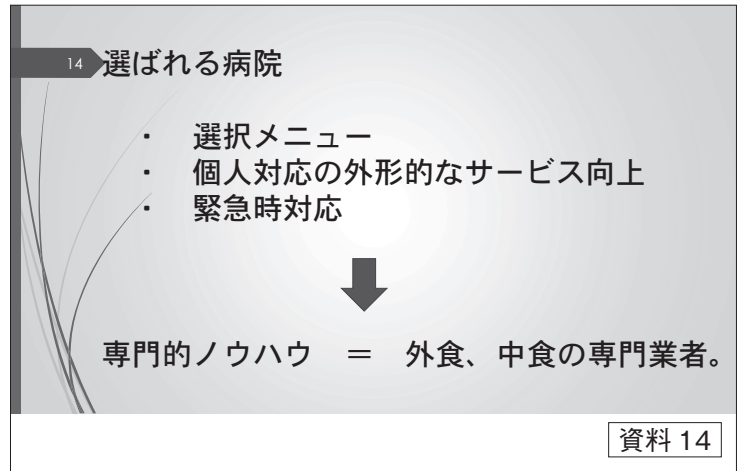 14 選ばれる病院
・ 選択メニュー
・ 個人対応の外形的なサービス向上
・ 緊急時対応
専門的ノウハウ ＝ 外食、中食の専門業者。
資料 14